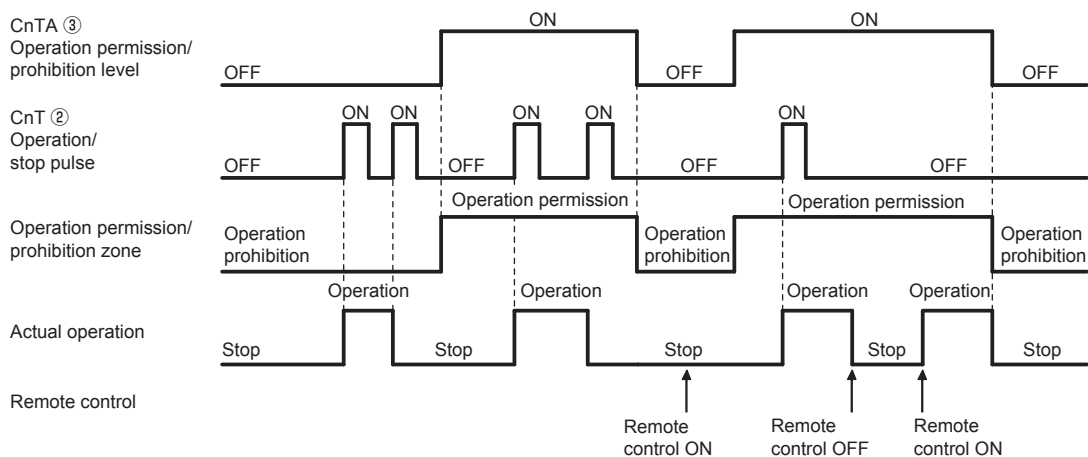 CnTA ③
Operation permission/
prohibition level
OFF
ON
OFF
ON
OFF
CnT ②
Operation/
stop pulse
OFF
ON
ON
OFF
ON
ON
OFF
ON
OFF
Operation permission/
prohibition zone
Operation
prohibition
Operation permission
Operation
prohibition
Operation permission
Operation
prohibition
Actual operation
Stop
Operation
Stop
Operation
Stop
Operation
Stop
Operation
Stop
Remote control
Remote
control ON
Remote
control OFF
Remote
control ON